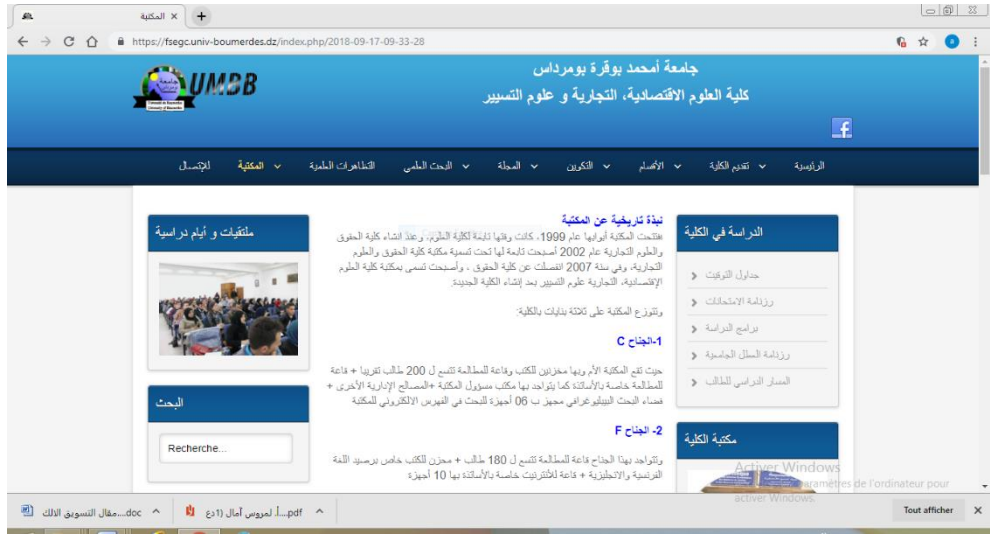 المكتبة
https://fsegc.univ-boumerdes.dz/index.php/2018-09-17-09-33-28
UMBB
جامعة أمحمد بوقرة بومرداس
كلية العلوم الاقتصادية، التجارية و علوم التسيير
الرئيسية
تقديم الكلية
الأقسام
التكوين
المجلة
البحث العلمي
التظاهرات العلمية
المكتبة
للإتصال
الدراسة في الكلية
جداول التوقيت
رزنامة الامتحانات
برامج الدراسة
رزنامة العطل الجامعية
المسار الدراسي للطالب
مكتبة الكلية
نبذة تاريخية عن المكتبة
افتتحت المكتبة أبوابها عام 1999، كانت وقتها تابعة لكلية العلوم، وعند انشاء كلية الحقوق
والعلوم التجارية عام 2002 أصبحت تابعة لها تحت تسمية مكتبة كلية الحقوق والعلوم
التجارية، وفي سنة 2007 انفصلت عن كلية الحقوق ، وأصبحت تسمى بمكتبة كلية العلوم
الإقتصادية، التجارية علوم التسيير بعد إنشاء الكلية الجديدة.
وتتوزع المكتبة على ثلاثة بنايات بالكلية:
1-الجناح C
حيث تقع المكتبة الأم وبها مخزنين للكتب وقاعة للمطالعة تتسع ل 200 طالب تقريبا + قاعة
للمطالعة خاصة بالأساتذة كما يتواجد بها مكتب مسؤول المكتبة +المصالح الإدارية الأخرى +
فضاء البحث البيبليوغرافي مجهز ب 06 أجهزة للبحث في الفهرس الالكتروني للمكتبة
2- الجناح F
وتتواجد بهذا الجناح قاعة للمطالعة تتسع ل 180 طالب + مخزن للكتب خاص برصيد اللغة
الفرنسية والانجليزية + قاعة للأنترنيت خاصة بالأساتذة بها 10 أجهزة
ملتقيات و أيام دراسية
البحث
Recherche...
Activer Windows
paramètres de l'ordinateur pour
activer Windows.
مقال التسويق الالك....doc
أ. لمروس آمال (1دع....pdf
Tout afficher